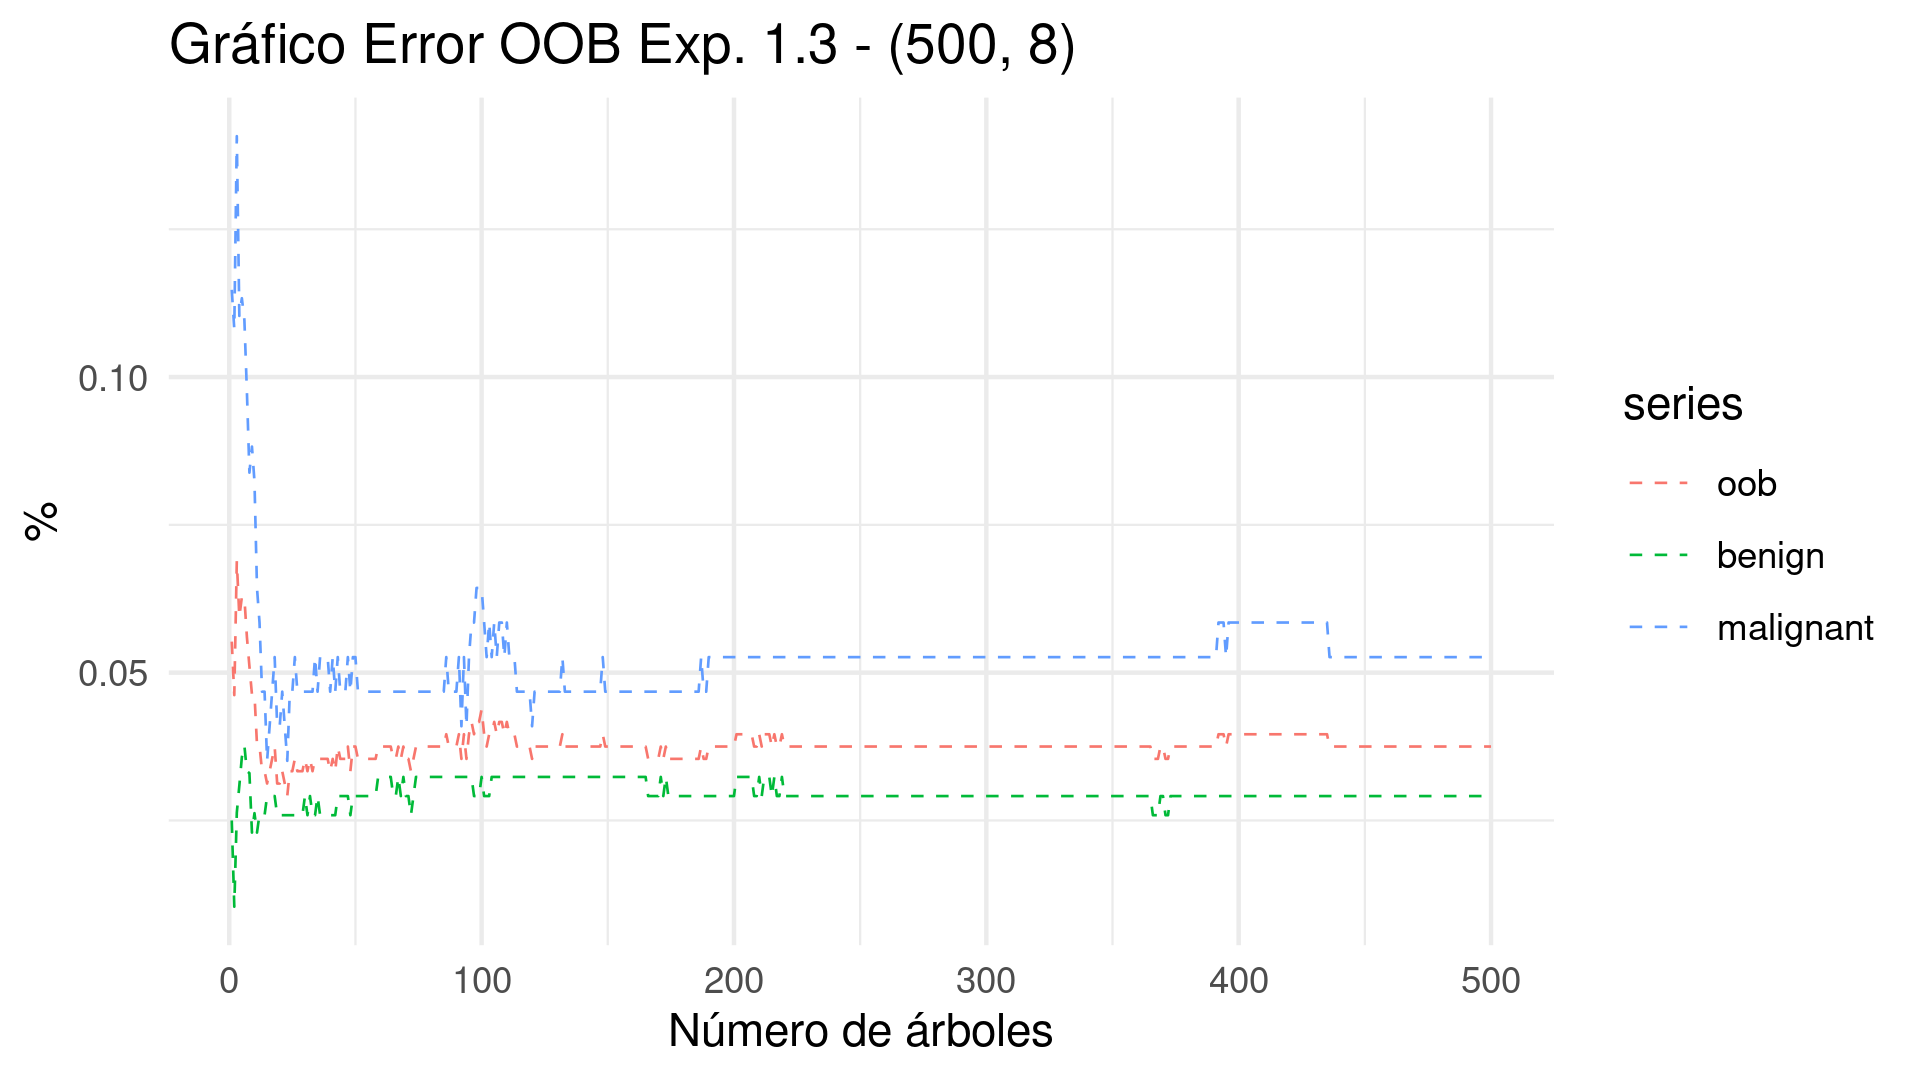 Gráfico Error OOB Exp. 1.3 - (500, 8)
0.10
0.05
%
0 100 200 300 400 500
Número de árboles
series
oob
benign
malignant